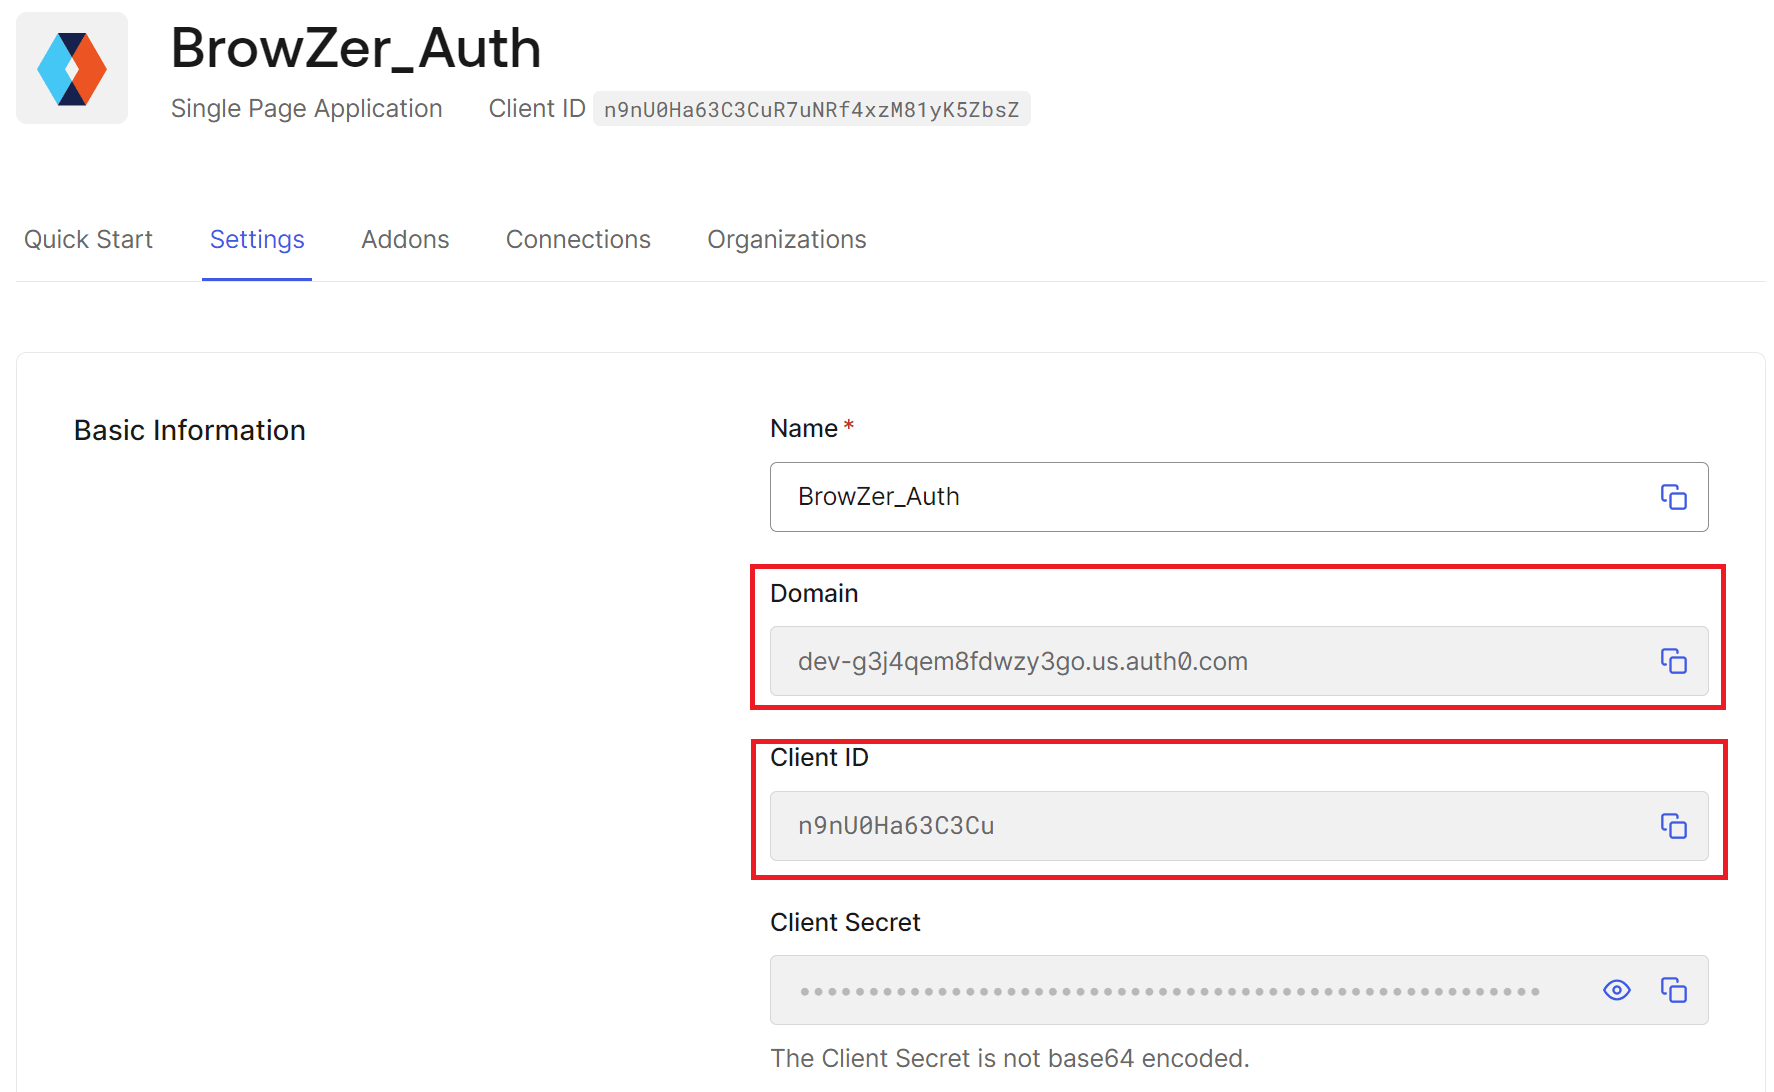 BrowZer_Auth
Single Page Application Client ID n9nU0Ha63C3CuR7uNRf4xzM81yK5ZbsZ
Quick Start Settings Addons Connections Organizations
Basic Information
Name *
BrowZer_Auth
Domain
dev-g3j4qem8fdwzy3go.us.auth0.com
Client ID
n9nU0Ha63C3Cu
Client Secret
The Client Secret is not base64 encoded.